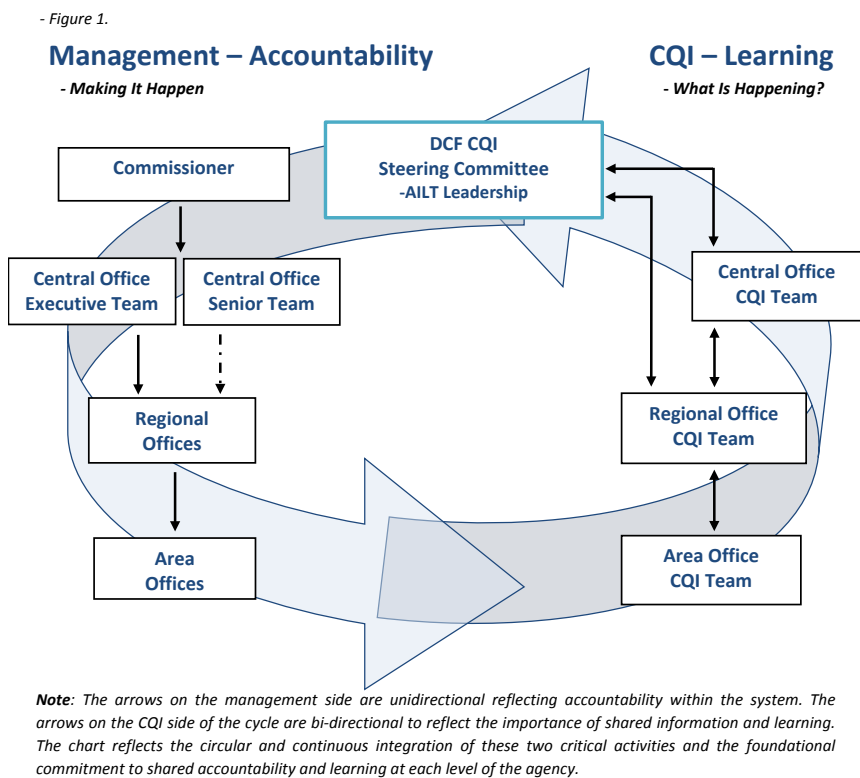 - Figure 1.
Management – Accountability
- Making It Happen
CQI – Learning
- What Is Happening?
DCF CQI
Steering Committee
-AILT Leadership
Commissioner
Central Office
Executive Team
Central Office
Senior Team
Central Office
CQI Team
Regional
Offices
Regional Office
CQI Team
Area
Offices
Area Office
CQI Team
Note: The arrows on the management side are unidirectional reflecting accountability within the system. The
arrows on the CQI side of the cycle are bi-directional to reflect the importance of shared information and learning.
The chart reflects the circular and continuous integration of these two critical activities and the foundational
commitment to shared accountability and learning at each level of the agency.